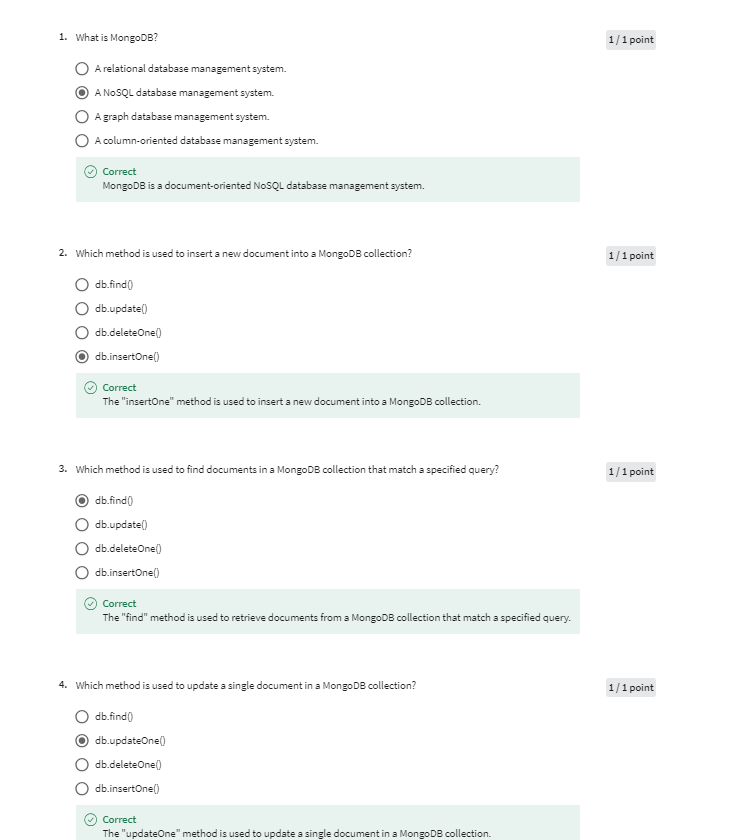 1. What is MongoDB?
1 / 1 point
A relational database management system.
A NoSQL database management system.
A graph database management system.
A column-oriented database management system.
Correct
MongoDB is a document-oriented NoSQL database management system.
2. Which method is used to insert a new document into a MongoDB collection?
1 / 1 point
db.find()
db.update()
db.deleteOne()
db.insertOne()
Correct
The "insertOne" method is used to insert a new document into a MongoDB collection.
3. Which method is used to find documents in a MongoDB collection that match a specified query?
1 / 1 point
db.find()
db.update()
db.deleteOne()
db.insertOne()
Correct
The "find" method is used to retrieve documents from a MongoDB collection that match a specified query.
4. Which method is used to update a single document in a MongoDB collection?
1 / 1 point
db.find()
db.updateOne()
db.deleteOne()
db.insertOne()
Correct
The "updateOne" method is used to update a single document in a MongoDB collection.